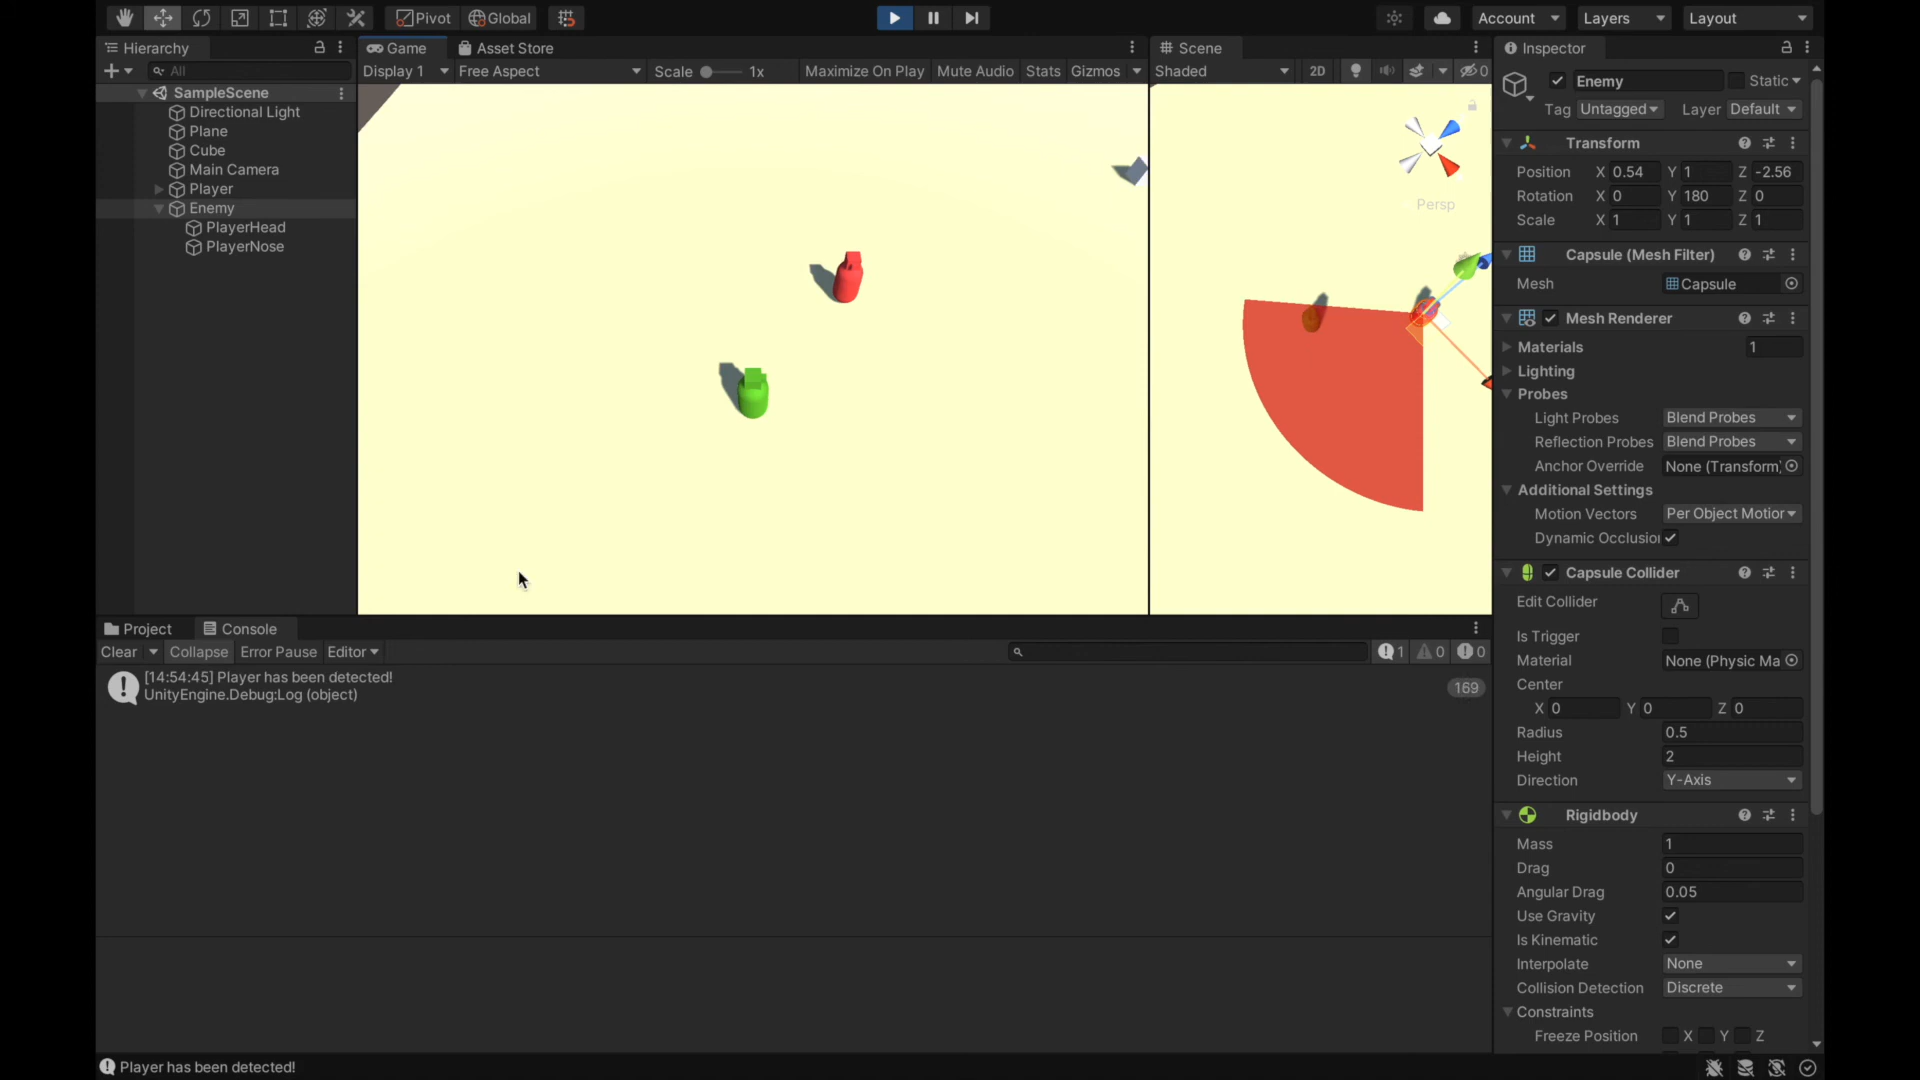 Pivot Global Account Layers Layout
Hierarchy
All
SampleScene
Directional Light
Plane
Cube
Main Camera
Player
Enemy
PlayerHead
PlayerNose
Game Asset Store
Display 1 Free Aspect Scale 1x Maximize On Play Mute Audio Stats Gizmos
Scene
Shaded 2D 0
Persp
Inspector
Enemy Static
Tag Untagged Layer Default
Transform
Position X 0.54 Y 1 Z -2.56
Rotation X 0 Y 180 Z 0
Scale X 1 Y 1 Z 1
Capsule (Mesh Filter)
Mesh Capsule
Mesh Renderer
Materials 1
Lighting
Probes
Light Probes Blend Probes
Reflection Probes Blend Probes
Anchor Override None (Transform)
Additional Settings
Motion Vectors Per Object Motior
Dynamic Occlusio
Capsule Collider
Edit Collider
Is Trigger
Material None (Physic Ma
Center
X 0 Y 0 Z 0
Radius 0.5
Height 2
Direction Y-Axis
Rigidbody
Mass 1
Drag 0
Angular Drag 0.05
Use Gravity
Is Kinematic
Interpolate None
Collision Detection Discrete
Constraints
Freeze Position X Y Z
Project Console
Clear Collapse Error Pause Editor 1 0 0
[14:54:45] Player has been detected!
UnityEngine.Debug:Log (object) 169
Player has been detected!